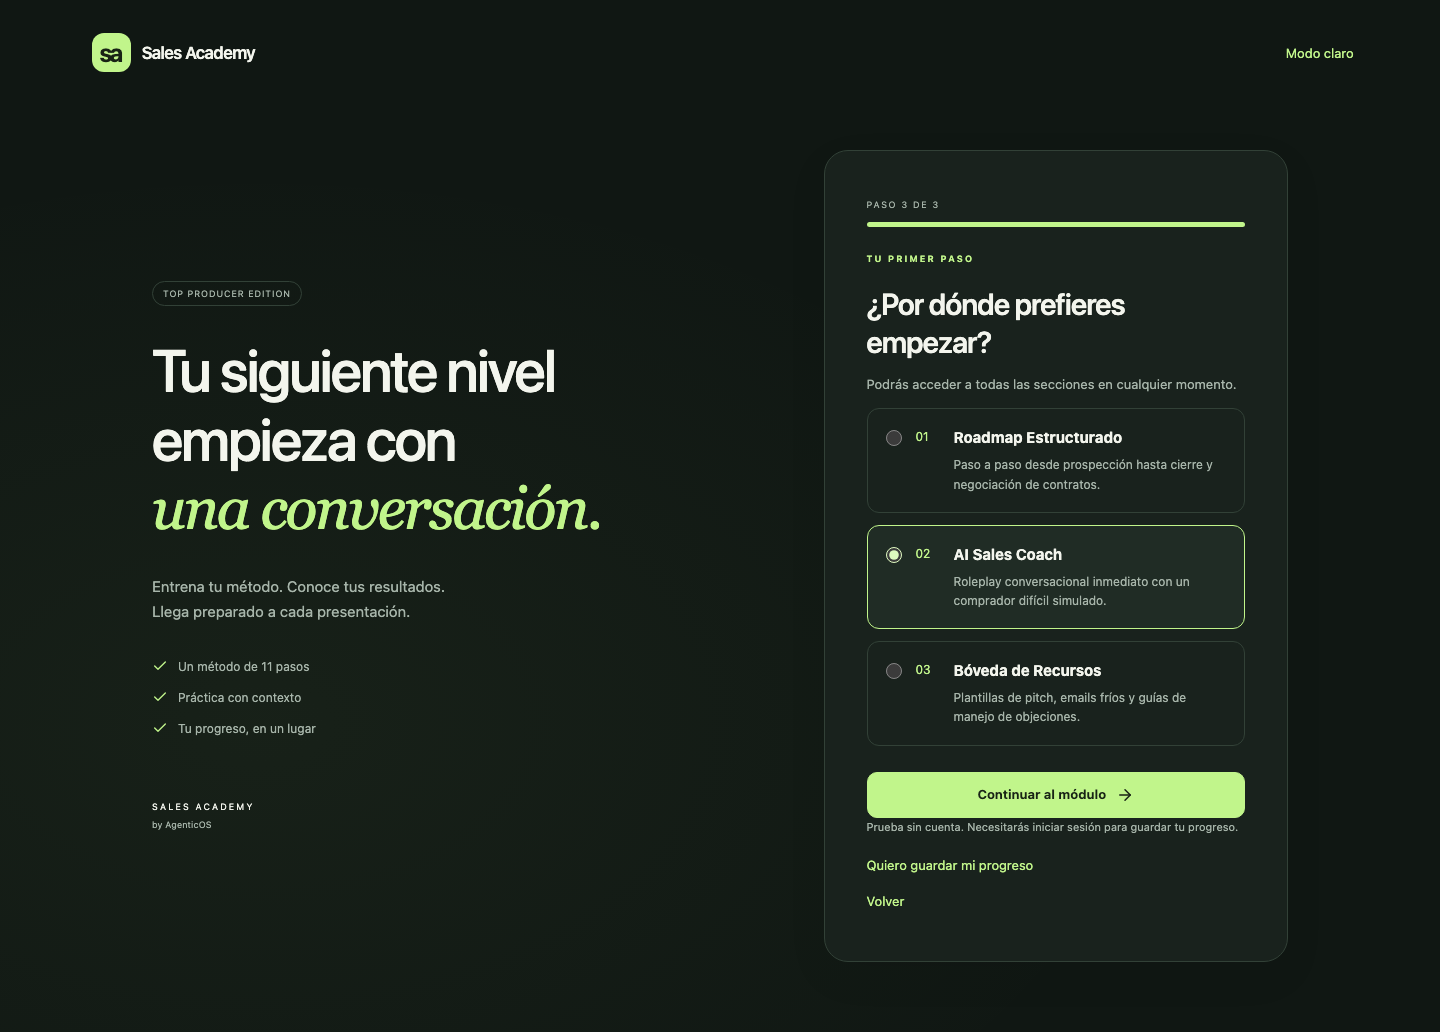 sa
Sales Academy
Modo claro
TOP PRODUCER EDITION
Tu siguiente nivel
empieza con
una conversación.
Entrena tu método. Conoce tus resultados.
Llega preparado a cada presentación.
Un método de 11 pasos
Práctica con contexto
Tu progreso, en un lugar
SALES ACADEMY
by AgenticOS
PASO 3 DE 3
TU PRIMER PASO
¿Por dónde prefieres
empezar?
Podrás acceder a todas las secciones en cualquier momento.
01 Roadmap Estructurado
Paso a paso desde prospección hasta cierre y
negociación de contratos.
02 AI Sales Coach
Roleplay conversacional inmediato con un
comprador difícil simulado.
03 Bóveda de Recursos
Plantillas de pitch, emails fríos y guías de
manejo de objeciones.
Continuar al módulo
Prueba sin cuenta. Necesitarás iniciar sesión para guardar tu progreso.
Quiero guardar mi progreso
Volver